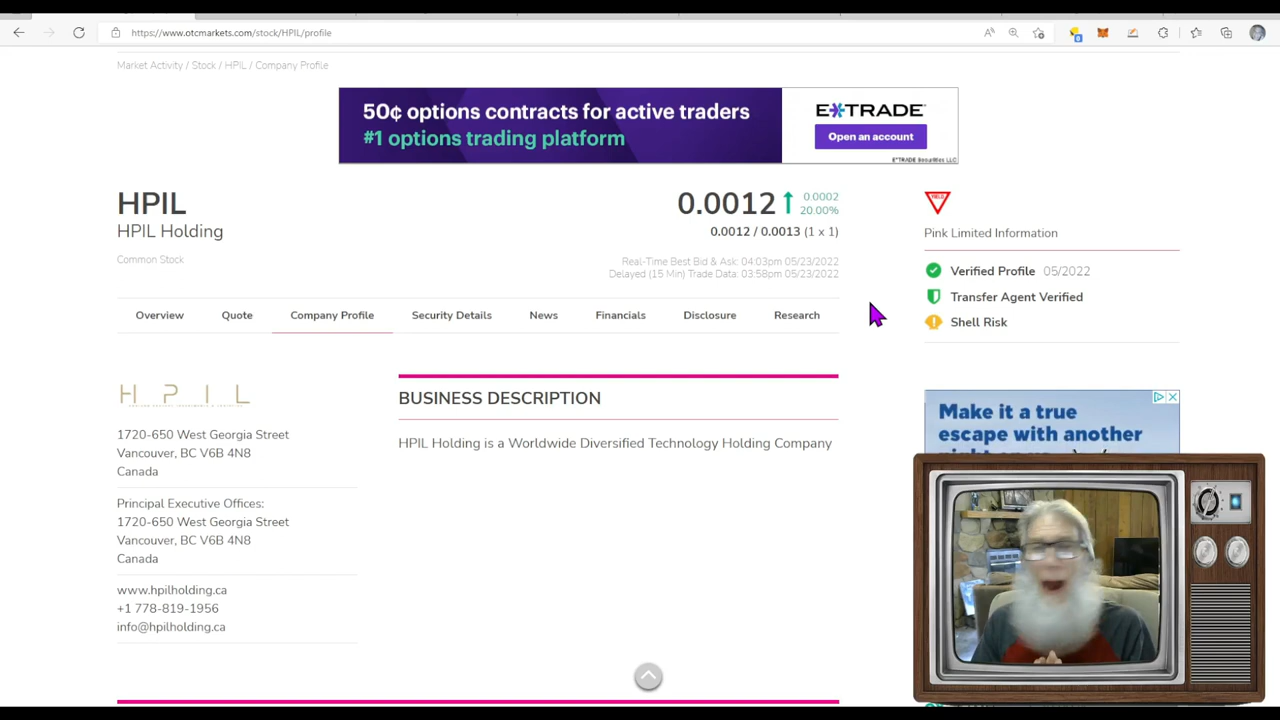 https://www.otcmarkets.com/stock/HPIL/profile
Market Activity / Stock / HPIL / Company Profile
50¢ options contracts for active traders
#1 options trading platform
E*TRADE
Open an account
E*TRADE Securities LLC
HPIL
HPIL Holding
Common Stock
0.0012
0.0002
20.00%
0.0012 / 0.0013 (1 x 1)
Real-Time Best Bid & Ask: 04:03pm 05/23/2022
Delayed (15 Min) Trade Data: 03:58pm 05/23/2022
Pink Limited Information
Verified Profile 05/2022
Transfer Agent Verified
Shell Risk
Overview
Quote
Company Profile
Security Details
News
Financials
Disclosure
Research
HPIL
1720-650 West Georgia Street
Vancouver, BC V6B 4N8
Canada
Principal Executive Offices:
1720-650 West Georgia Street
Vancouver, BC V6B 4N8
Canada
www.hpilholding.ca
+1 778-819-1956
info@hpilholding.ca
BUSINESS DESCRIPTION
HPIL Holding is a Worldwide Diversified Technology Holding Company
Make it a true
escape with another